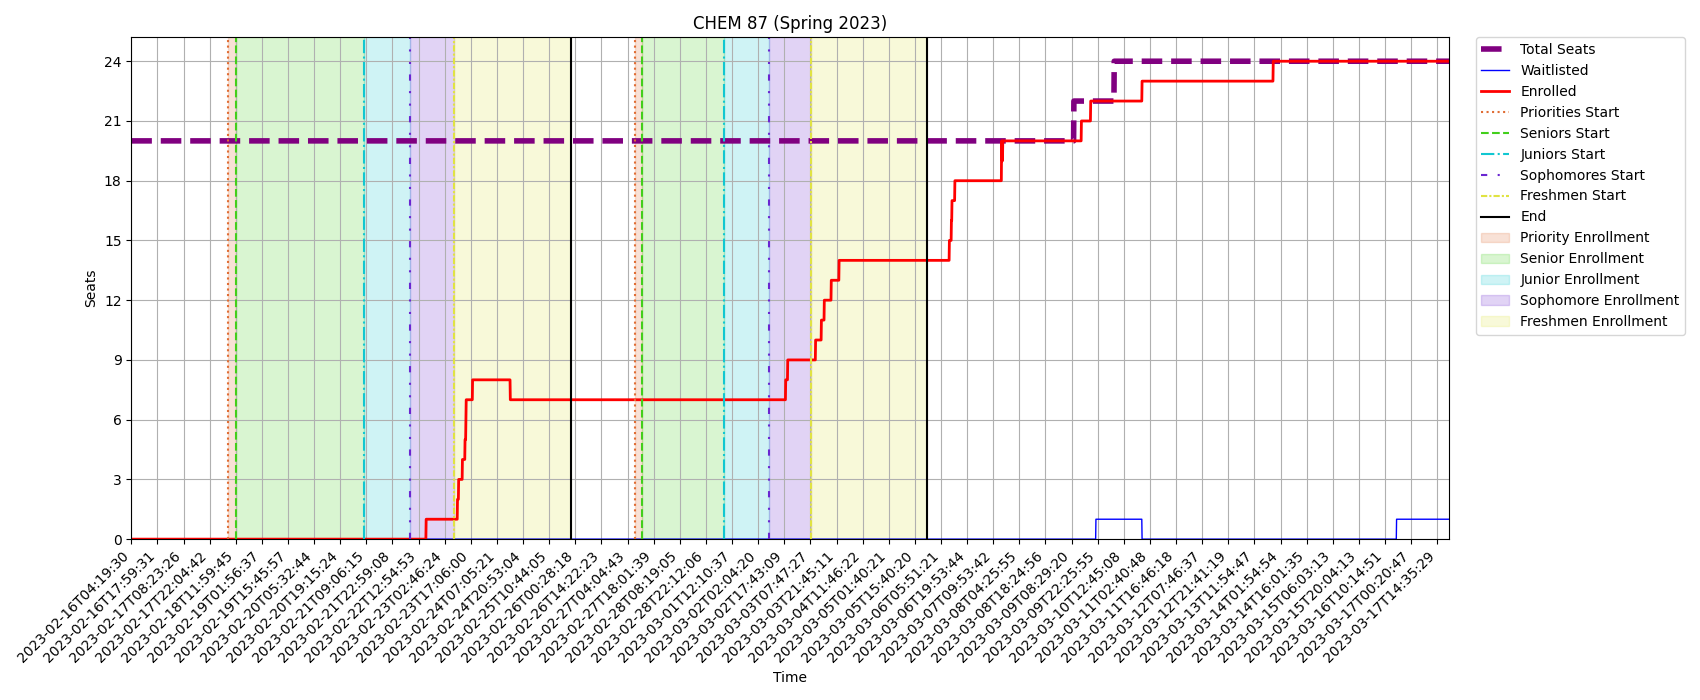 CHEM 87 (Spring 2023)
Seats
24
21
18
15
12
9
6
3
0
2023-02-16T04:19:30
2023-02-16T17:59:31
2023-02-17T08:23:26
2023-02-17T22:04:42
2023-02-18T11:59:45
2023-02-19T01:56:37
2023-02-19T15:45:57
2023-02-20T05:32:44
2023-02-20T19:15:24
2023-02-21T09:06:15
2023-02-21T22:59:08
2023-02-22T12:54:53
2023-02-23T02:46:24
2023-02-23T17:06:00
2023-02-24T07:05:21
2023-02-24T20:53:04
2023-02-25T10:44:05
2023-02-26T00:28:18
2023-02-26T14:22:23
2023-02-27T04:04:43
2023-02-27T18:01:39
2023-02-28T08:19:05
2023-02-28T22:12:06
2023-03-01T12:10:37
2023-03-02T02:04:20
2023-03-02T17:43:09
2023-03-03T07:47:27
2023-03-03T21:45:11
2023-03-04T11:46:22
2023-03-05T01:40:21
2023-03-05T15:40:20
2023-03-06T05:51:21
2023-03-06T19:53:44
2023-03-07T09:53:42
2023-03-08T04:25:55
2023-03-08T18:24:56
2023-03-09T08:29:20
2023-03-09T22:25:55
2023-03-10T12:45:08
2023-03-11T02:40:48
2023-03-11T16:46:18
2023-03-12T07:46:37
2023-03-12T21:41:19
2023-03-13T11:54:47
2023-03-14T01:54:54
2023-03-14T16:01:35
2023-03-15T06:03:13
2023-03-15T20:04:13
2023-03-16T10:14:51
2023-03-17T00:20:47
2023-03-17T14:35:29
Time
Total Seats
Waitlisted
Enrolled
Priorities Start
Seniors Start
Juniors Start
Sophomores Start
Freshmen Start
End
Priority Enrollment
Senior Enrollment
Junior Enrollment
Sophomore Enrollment
Freshmen Enrollment